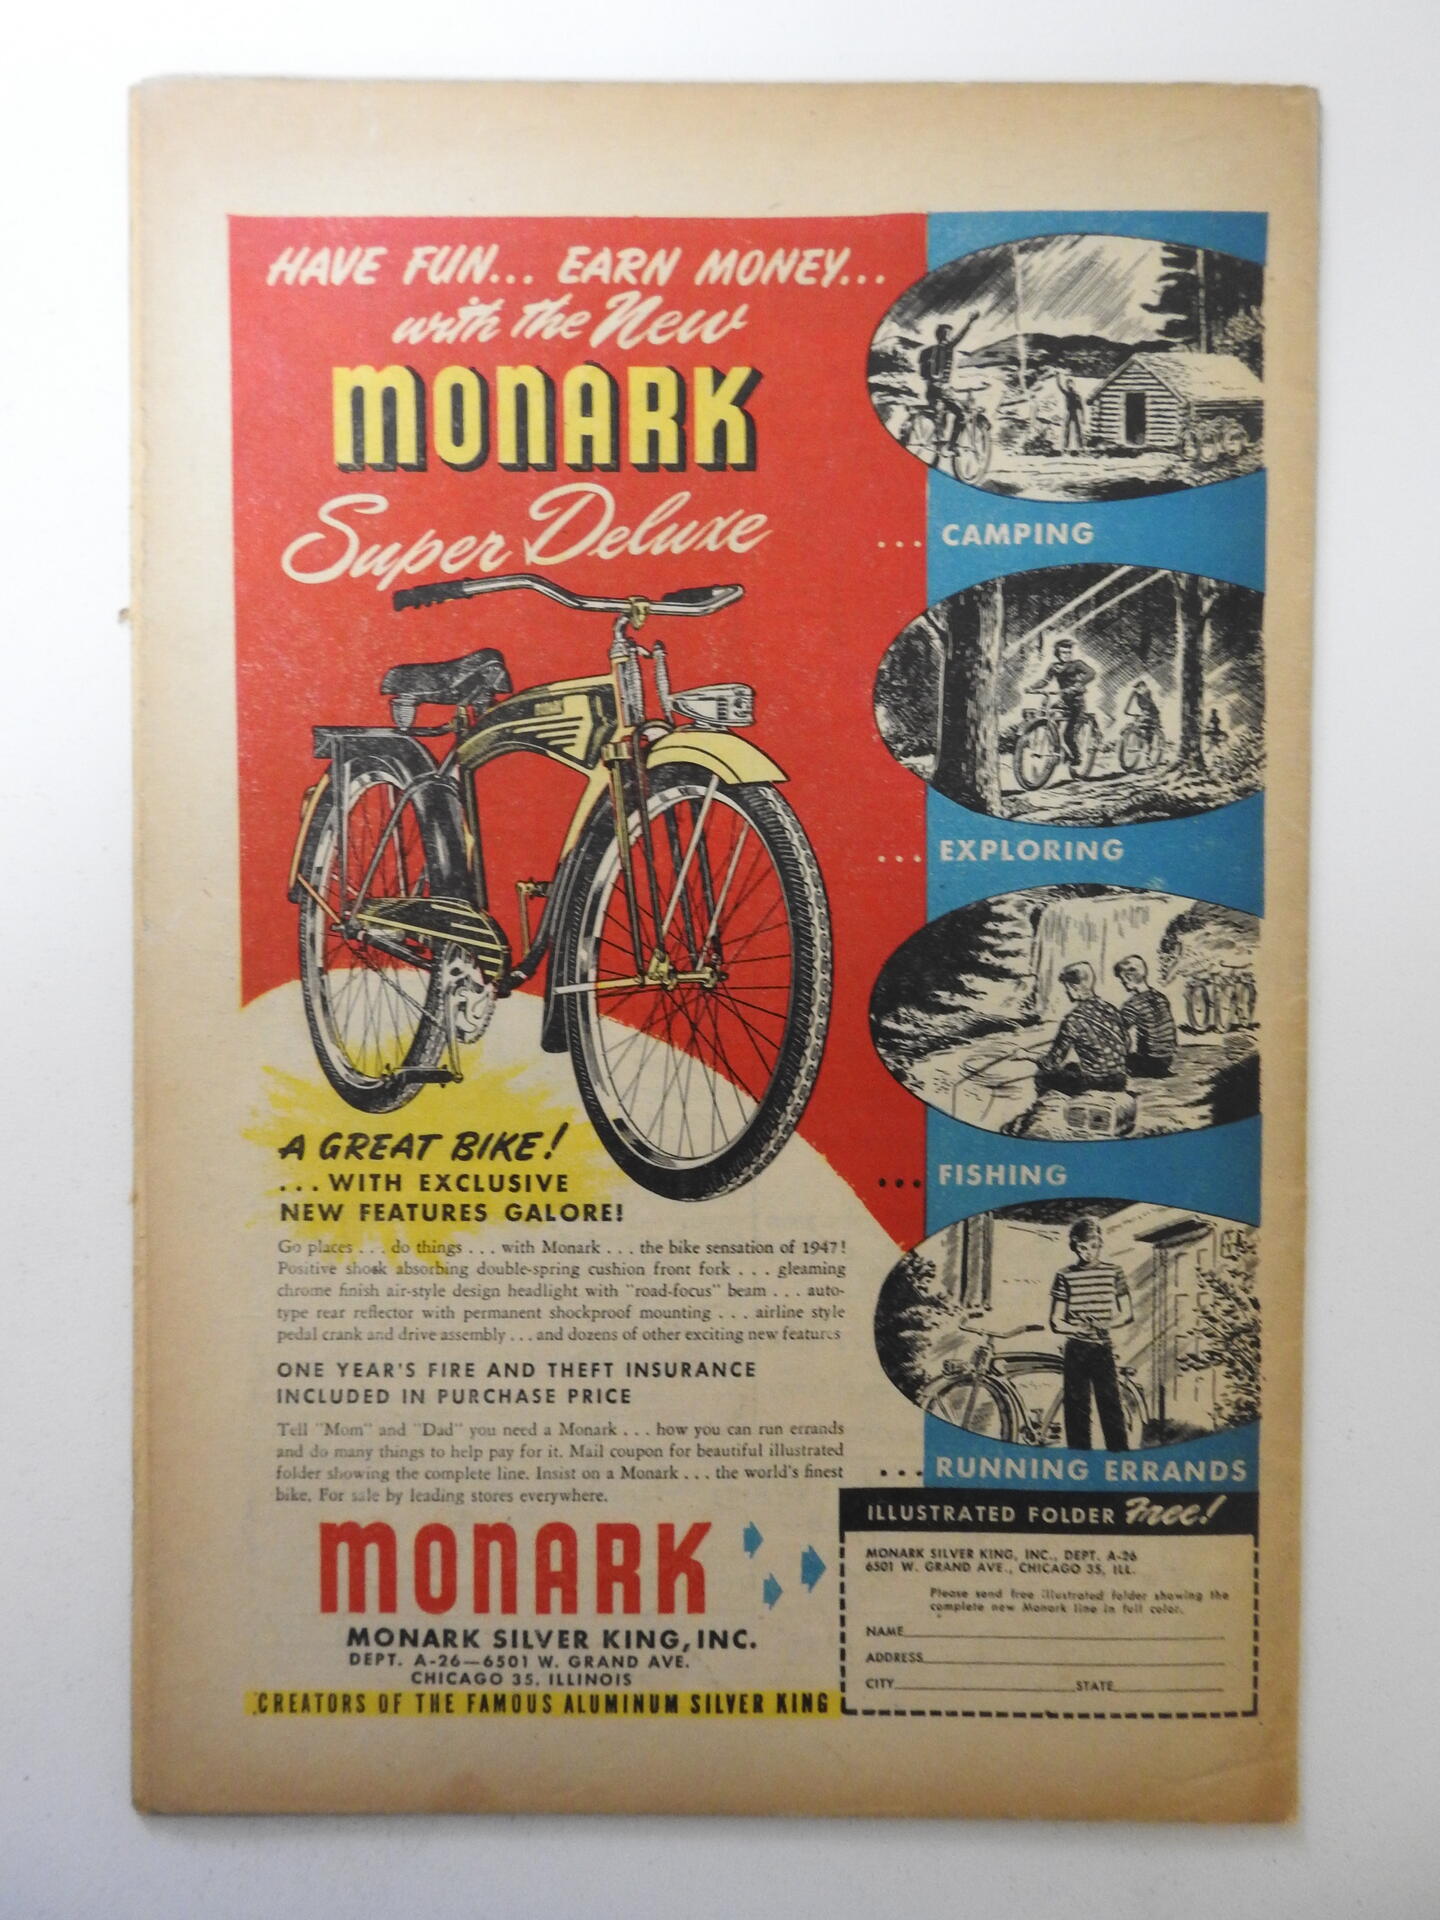 HAVE FUN... EARN MONEY...
with the New
MONARK
Super Deluxe
... CAMPING
... EXPLORING
... FISHING
... RUNNING ERRANDS
A GREAT BIKE!
...WITH EXCLUSIVE
NEW FEATURES GALORE!
Go places . . . do things . . . with Monark . . . the bike sensation of 1947!
Positive shock absorbing double-spring cushion front fork . . . gleaming
chrome finish air-style design headlight with "road-focus" beam . . . auto-
type rear reflector with permanent shockproof mounting . . . airline style
pedal crank and drive assembly . . . and dozens of other exciting new features
ONE YEAR'S FIRE AND THEFT INSURANCE
INCLUDED IN PURCHASE PRICE
Tell "Mom" and "Dad" you need a Monark . . . how you can run errands
and do many things to help pay for it. Mail coupon for beautiful illustrated
folder showing the complete line. Insist on a Monark . . . the world's finest
bike. For sale by leading stores everywhere.
MONARK
MONARK SILVER KING, INC.
DEPT. A-26—6501 W. GRAND AVE.
CHICAGO 35, ILLINOIS
CREATORS OF THE FAMOUS ALUMINUM SILVER KING
ILLUSTRATED FOLDER Free!
MONARK SILVER KING, INC., DEPT. A-26
6501 W. GRAND AVE., CHICAGO 35, ILL.
Please send free illustrated folder showing the
complete new Monark line in full color.
NAME
ADDRESS
CITY STATE